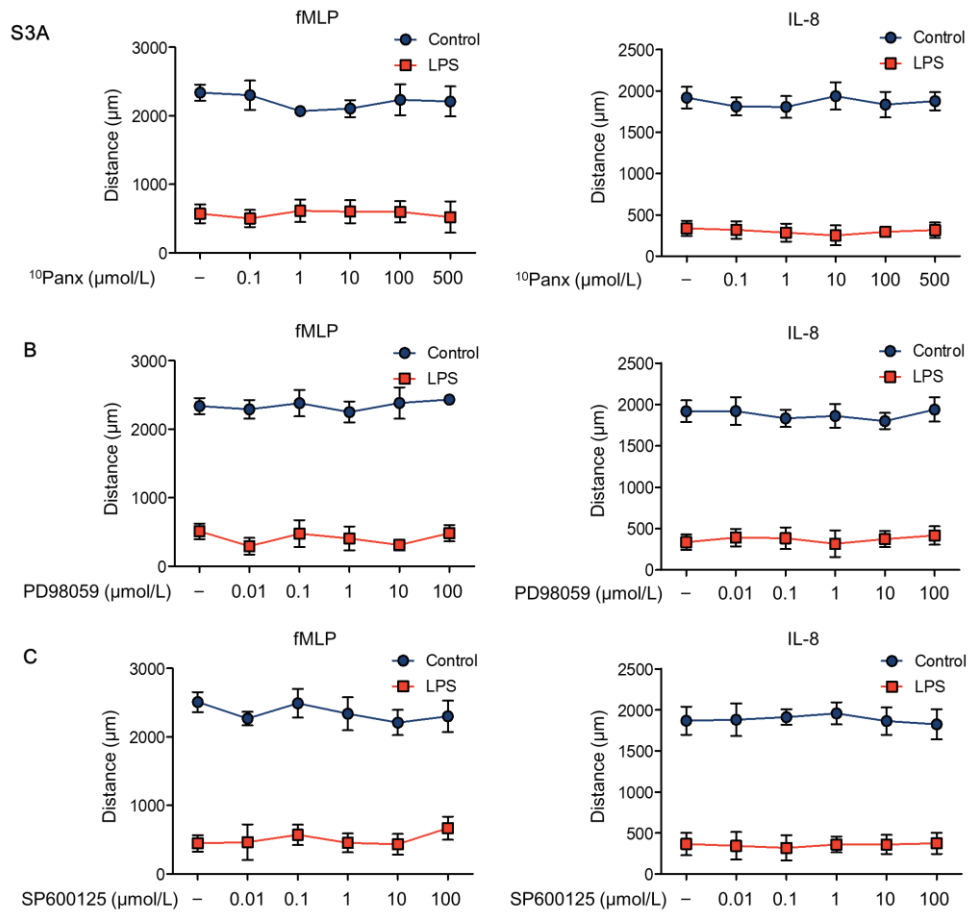 S3A
fMLP
Control
LPS
3000
2000
1000
0
Distance (µm)
¹⁰Panx (µmol/L)
– 0.1 1 10 100 500
IL-8
Control
LPS
2500
2000
1500
1000
500
0
Distance (µm)
¹⁰Panx (µmol/L)
– 0.1 1 10 100 500
B
fMLP
Control
LPS
3000
2000
1000
0
Distance (µm)
PD98059 (µmol/L)
– 0.01 0.1 1 10 100
IL-8
Control
LPS
2500
2000
1500
1000
500
0
Distance (µm)
PD98059 (µmol/L)
– 0.01 0.1 1 10 100
C
fMLP
Control
LPS
3000
2000
1000
0
Distance (µm)
SP600125 (µmol/L)
– 0.01 0.1 1 10 100
IL-8
Control
LPS
2500
2000
1500
1000
500
0
Distance (µm)
SP600125 (µmol/L)
– 0.01 0.1 1 10 100